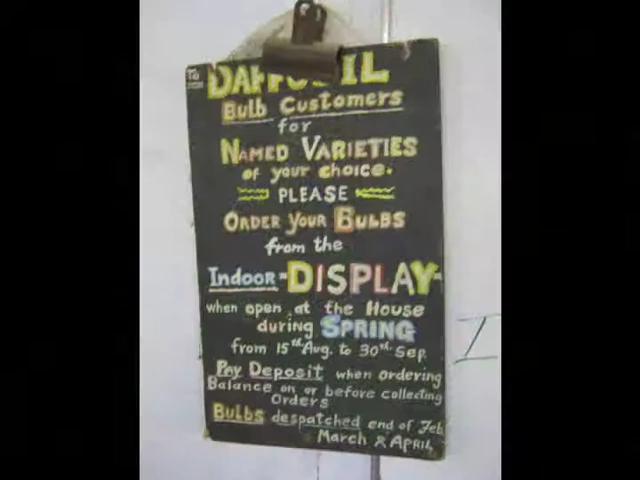 TO
DAFFODIL
Bulb Customers
for
NAMED VARIETIES
of your choice.
PLEASE
ORDER YOUR BULBS
from the
Indoor - DISPLAY -
when open at the House
during SPRING
from 15th Aug. to 30th Sep.
Pay Deposit when ordering
Balance on or before collecting
Orders
Bulbs despatched end of Feb
March & APRIL